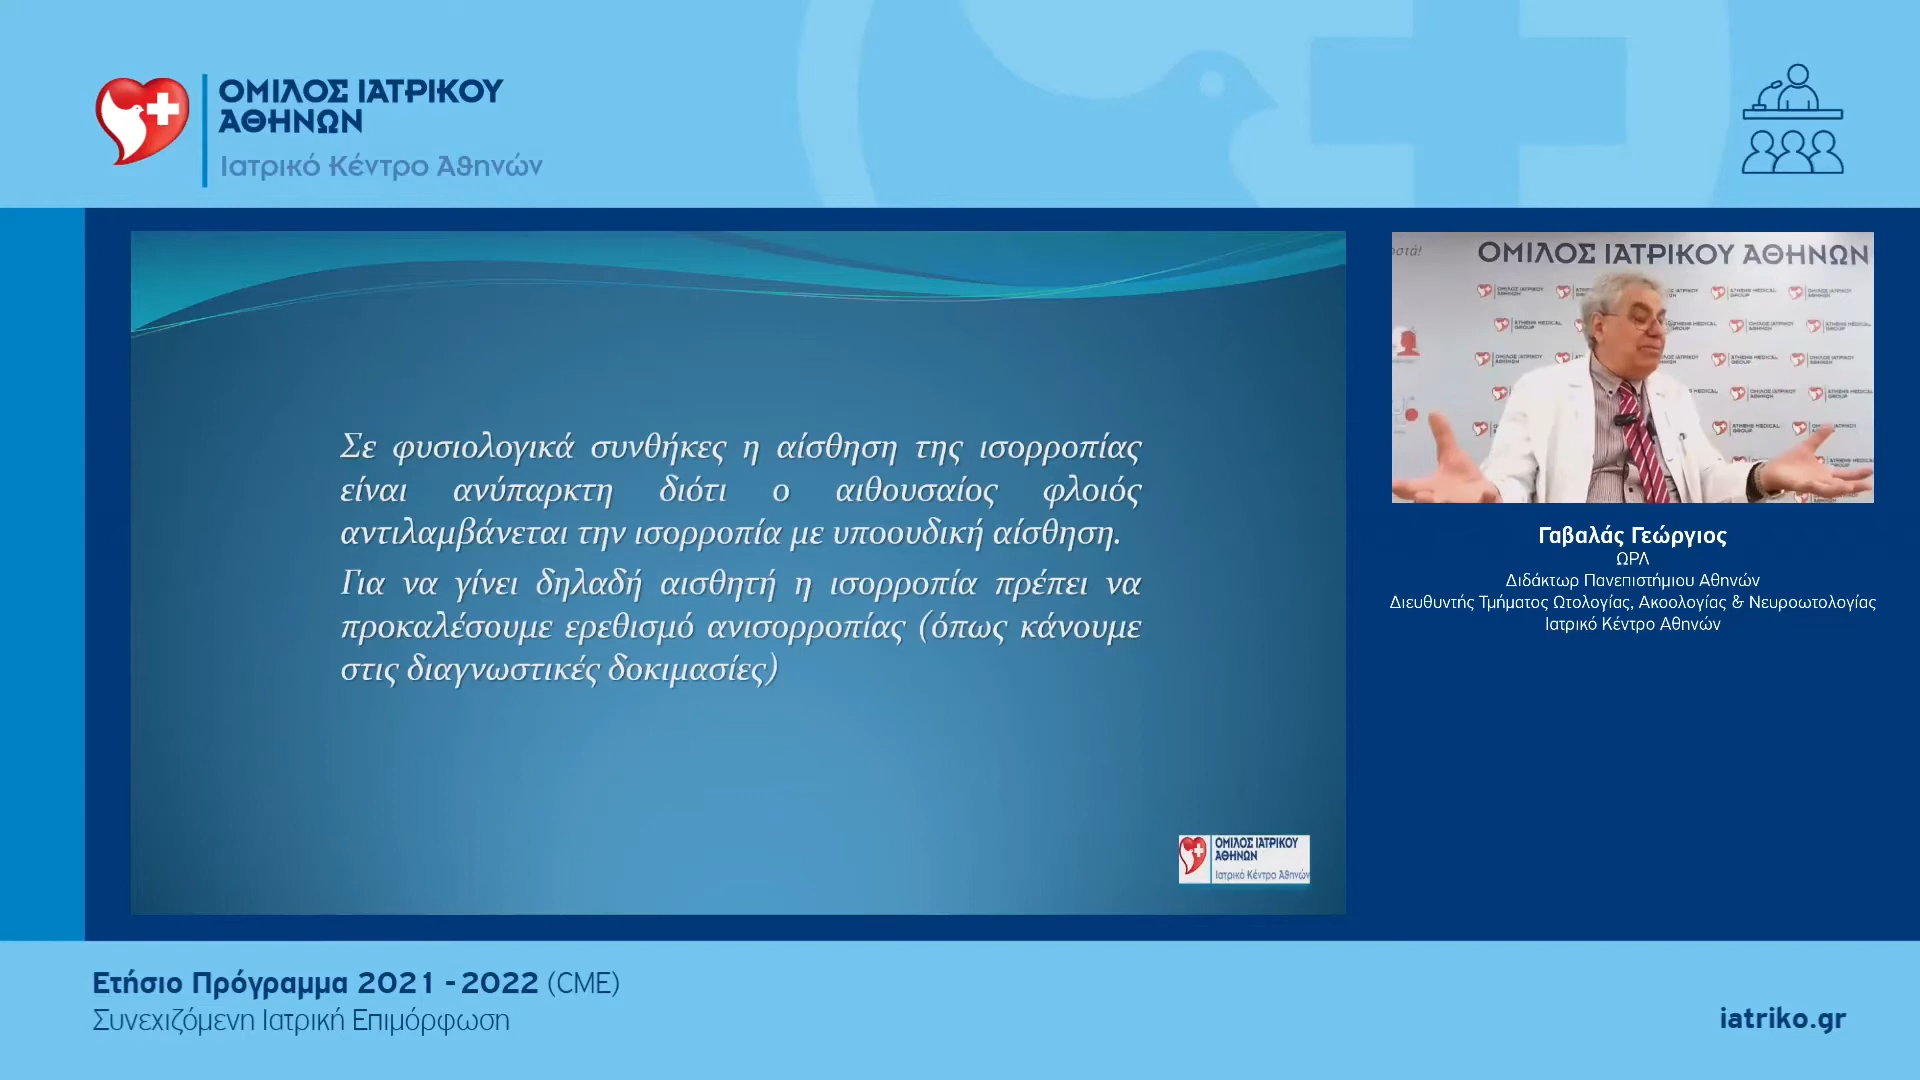 ΟΜΙΛΟΣ ΙΑΤΡΙΚΟΥ
ΑΘΗΝΩΝ
Ιατρικό Κέντρο Αθηνών
Σε φυσιολογικά συνθήκες η αίσθηση της ισορροπίας
είναι ανύπαρκτη διότι ο αιθουσαίος φλοιός
αντιλαμβάνεται την ισορροπία με υποουδική αίσθηση.
Για να γίνει δηλαδή αισθητή η ισορροπία πρέπει να
προκαλέσουμε ερεθισμό ανισορροπίας (όπως κάνουμε
στις διαγνωστικές δοκιμασίες)
ΟΜΙΛΟΣ ΙΑΤΡΙΚΟΥ
ΑΘΗΝΩΝ
Ιατρικό Κέντρο Αθηνών
ΟΜΙΛΟΣ ΙΑΤΡΙΚΟΥ ΑΘΗΝΩΝ
Γαβαλάς Γεώργιος
ΩΡΛ
Διδάκτωρ Πανεπιστήμιου Αθηνών
Διευθυντής Τμήματος Ωτολογίας, Ακοολογίας & Νευροωτολογίας
Ιατρικό Κέντρο Αθηνών
Ετήσιο Πρόγραμμα 2021 - 2022 (CME)
Συνεχιζόμενη Ιατρική Επιμόρφωση
iatriko.gr